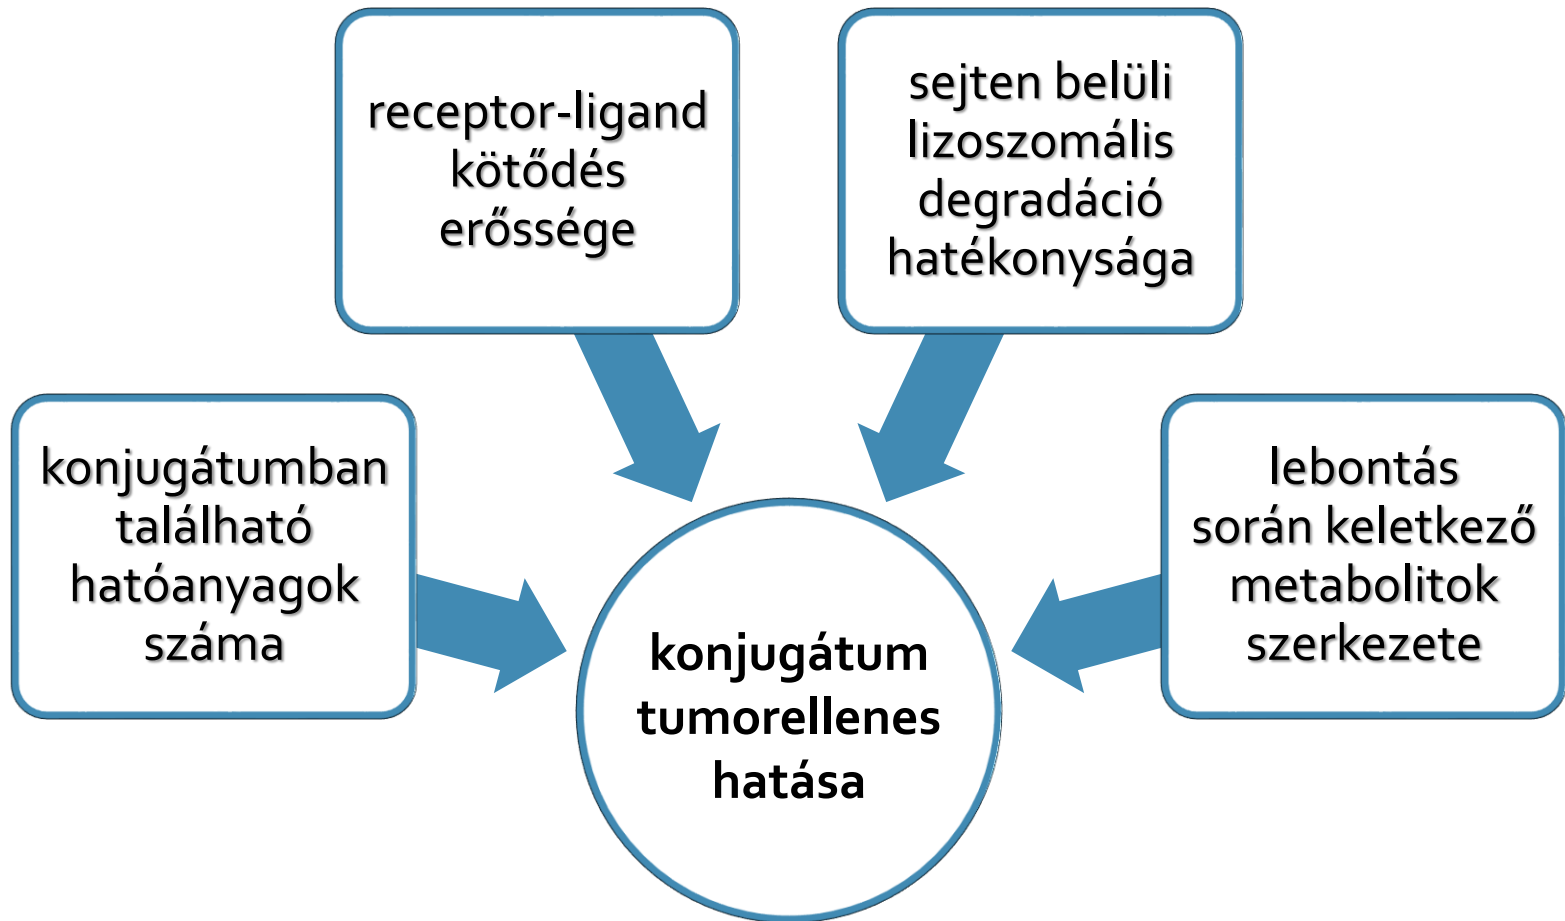 receptor-ligand
kötődés
erőssége
sejten belüli
lizoszomális
degradáció
hatékonysága
konjugátumban
található
hatóanyagok
száma
lebontás
során keletkező
metabolitok
szerkezete
konjugátum
tumorellenes
hatása